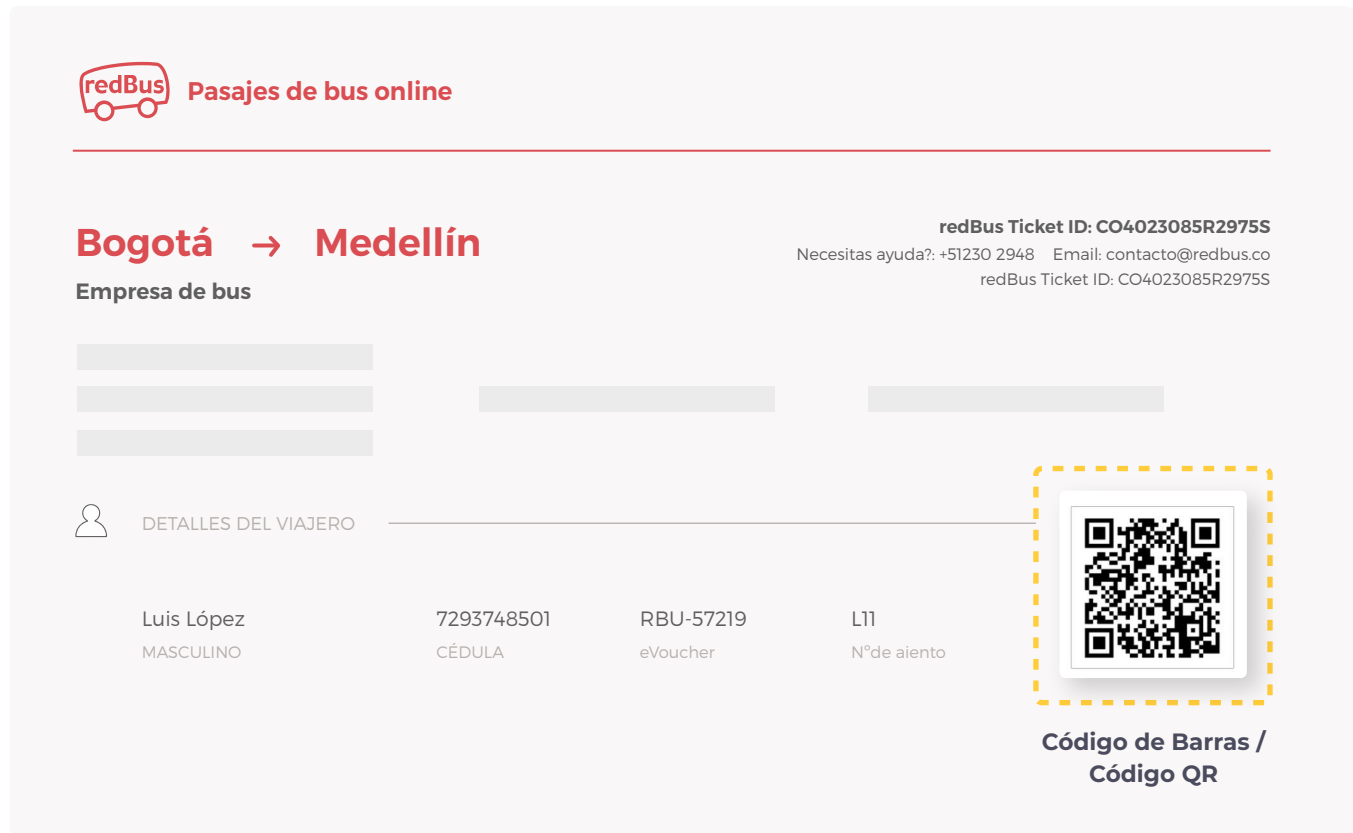 redBus
Pasajes de bus online
Bogotá → Medellín
Empresa de bus
redBus Ticket ID: CO4023085R2975S
Necesitas ayuda?: +51230 2948 Email: contacto@redbus.co
redBus Ticket ID: CO4023085R2975S
DETALLES DEL VIAJERO
Luis López 7293748501 RBU-57219 L11
MASCULINO CÉDULA eVoucher Nºde aiento
Código de Barras /
Código QR